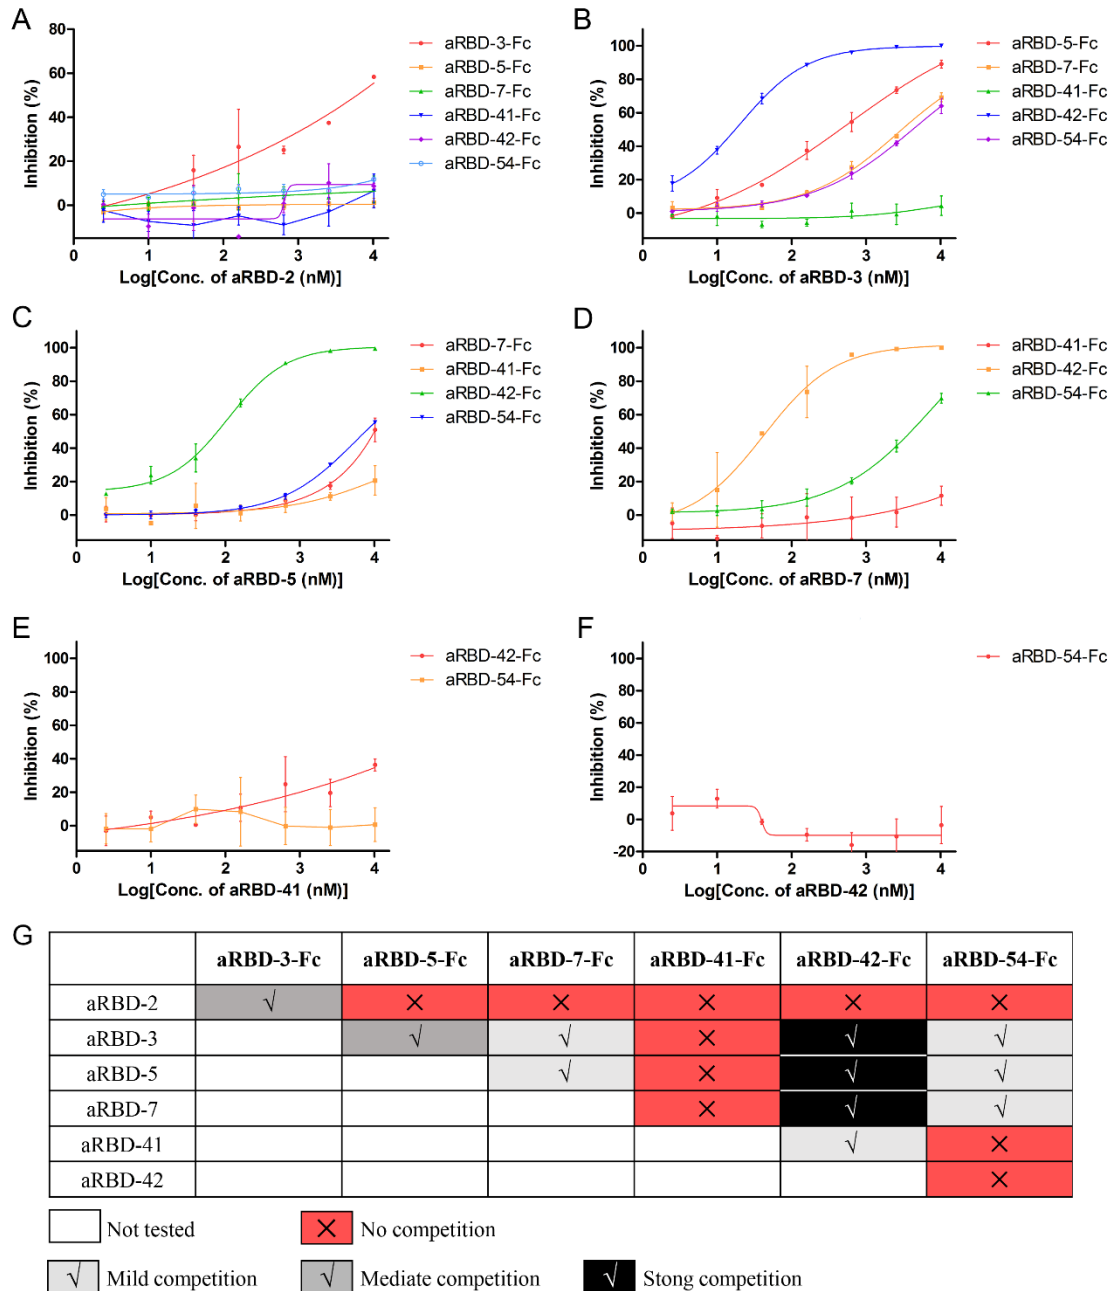 A
80
60
40
20
0
Inhibition (%)
0 1 2 3 4
Log[Conc. of aRBD-2 (nM)]
aRBD-3-Fc
aRBD-5-Fc
aRBD-7-Fc
aRBD-41-Fc
aRBD-42-Fc
aRBD-54-Fc
B
100
80
60
40
20
0
Inhibition (%)
0 1 2 3 4
Log[Conc. of aRBD-3 (nM)]
aRBD-5-Fc
aRBD-7-Fc
aRBD-41-Fc
aRBD-42-Fc
aRBD-54-Fc
C
100
80
60
40
20
0
Inhibition (%)
0 1 2 3 4
Log[Conc. of aRBD-5 (nM)]
aRBD-7-Fc
aRBD-41-Fc
aRBD-42-Fc
aRBD-54-Fc
D
100
80
60
40
20
0
Inhibition (%)
0 1 2 3 4
Log[Conc. of aRBD-7 (nM)]
aRBD-41-Fc
aRBD-42-Fc
aRBD-54-Fc
E
100
80
60
40
20
0
Inhibition (%)
0 1 2 3 4
Log[Conc. of aRBD-41 (nM)]
aRBD-42-Fc
aRBD-54-Fc
F
100
80
60
40
20
0
-20
Inhibition (%)
0 1 2 3 4
Log[Conc. of aRBD-42 (nM)]
aRBD-54-Fc
G
aRBD-3-Fc aRBD-5-Fc aRBD-7-Fc aRBD-41-Fc aRBD-42-Fc aRBD-54-Fc
aRBD-2 √ × × × × ×
aRBD-3 √ √ × √ √
aRBD-5 √ × √ √
aRBD-7 × √ √
aRBD-41 √ ×
aRBD-42 ×
Not tested × No competition
√ Mild competition √ Mediate competition √ Stong competition